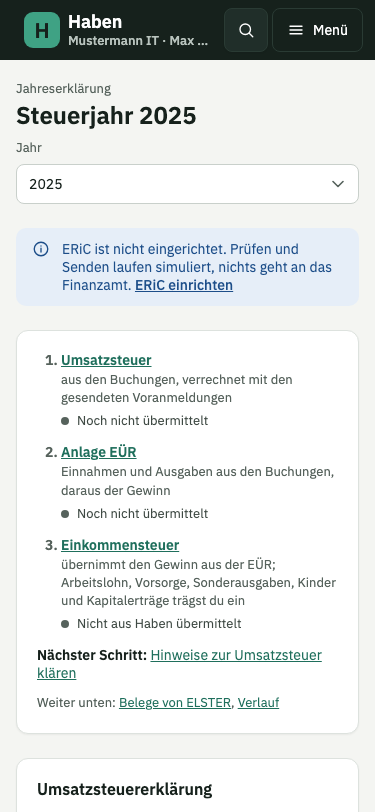 H Haben
Mustermann IT · Max ...
Menü
Jahreserklärung
Steuerjahr 2025
Jahr
2025
ERiC ist nicht eingerichtet. Prüfen und
Senden laufen simuliert, nichts geht an das
Finanzamt. ERiC einrichten
1. Umsatzsteuer
aus den Buchungen, verrechnet mit den
gesendeten Voranmeldungen
Noch nicht übermittelt
2. Anlage EÜR
Einnahmen und Ausgaben aus den Buchungen,
daraus der Gewinn
Noch nicht übermittelt
3. Einkommensteuer
übernimmt den Gewinn aus der EÜR;
Arbeitslohn, Vorsorge, Sonderausgaben, Kinder
und Kapitalerträge trägst du ein
Nicht aus Haben übermittelt
Nächster Schritt: Hinweise zur Umsatzsteuer
klären
Weiter unten: Belege von ELSTER, Verlauf
Umsatzsteuererklärung